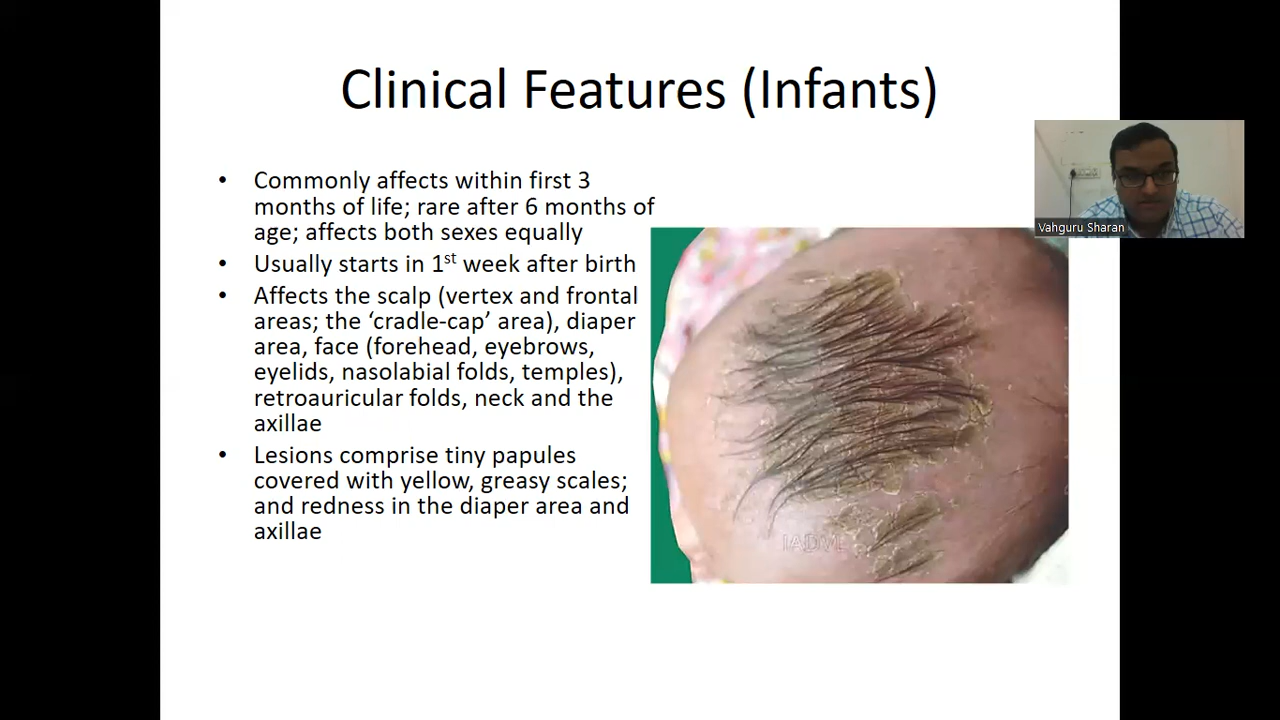 Clinical Features (Infants)
• Commonly affects within first 3
months of life; rare after 6 months of
age; affects both sexes equally
• Usually starts in 1st week after birth
• Affects the scalp (vertex and frontal
areas; the ‘cradle-cap’ area), diaper
area, face (forehead, eyebrows,
eyelids, nasolabial folds, temples),
retroauricular folds, neck and the
axillae
• Lesions comprise tiny papules
covered with yellow, greasy scales;
and redness in the diaper area and
axillae
Vahguru Sharan
IADVL